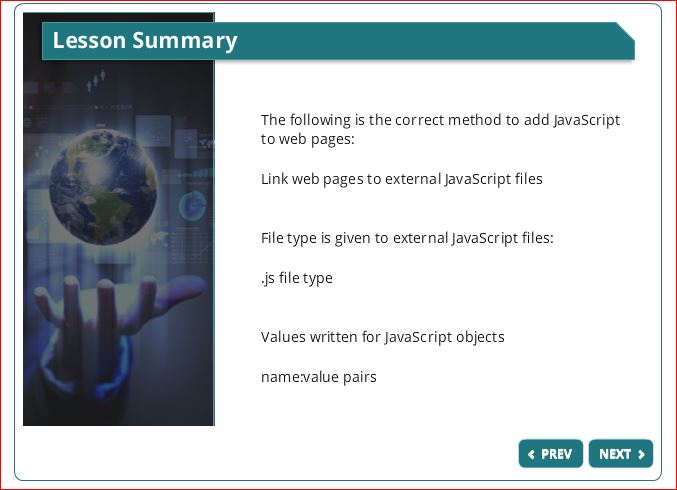 Lesson Summary
The following is the correct method to add JavaScript
to web pages:
Link web pages to external JavaScript files
File type is given to external JavaScript files:
.js file type
Values written for JavaScript objects
name:value pairs
PREV
NEXT